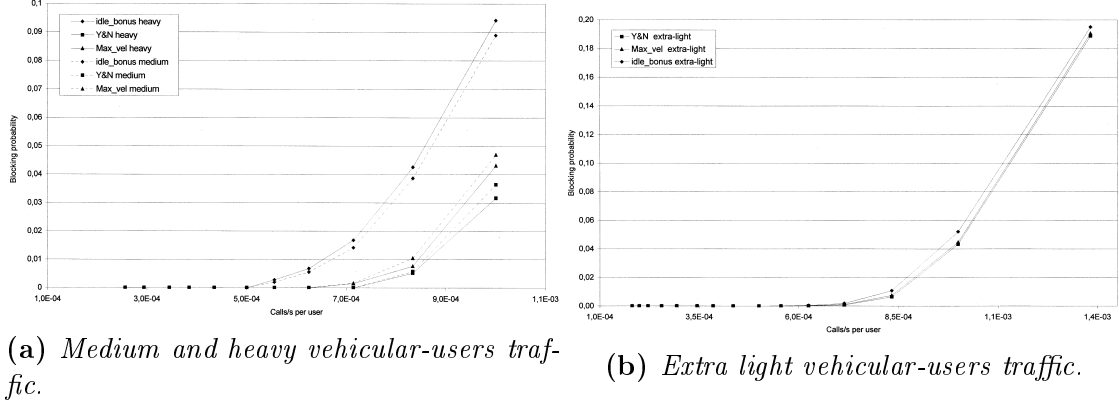 0,1
0,09
0,08
0,07
0,06
0,05
0,04
0,03
0,02
0,01
0
Blocking probability
idle_bonus heavy
Y&N heavy
Max_vel heavy
idle_bonus medium
Y&N medium
Max_vel medium
1,0E-04 3,0E-04 5,0E-04 7,0E-04 9,0E-04 1,1E-03
Calls/s per user
(a) Medium and heavy vehicular-users traf-
fic.
0,20
0,18
0,16
0,14
0,12
0,10
0,08
0,06
0,04
0,02
0,00
Blocking probability
Y&N extra-light
Max_vel extra-light
idle_bonus extra-light
1,0E-04 3,5E-04 6,0E-04 8,5E-04 1,1E-03 1,4E-03
Calls/s per user
(b) Extra light vehicular-users traffic.